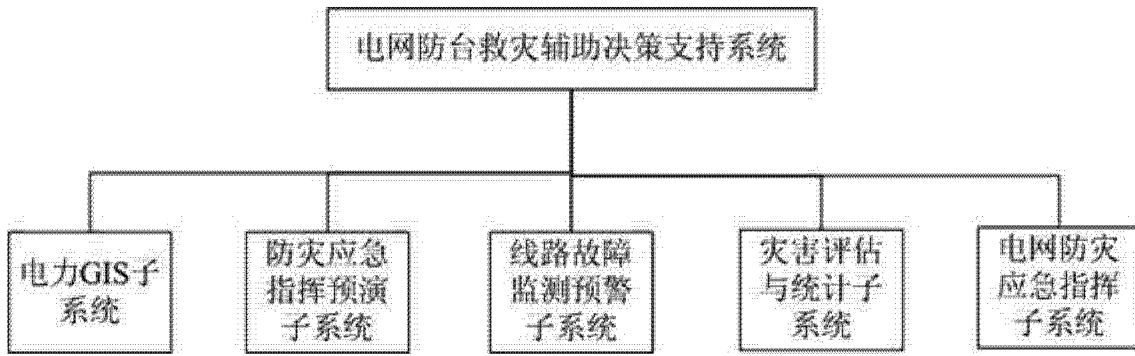 电网防台救灾辅助决策支持系统
电力GIS子
系统
防灾应急
指挥预演
子系统
线路故障
监测预警
子系统
灾害评估
与统计子
系统
电网防灾
应急指挥
子系统